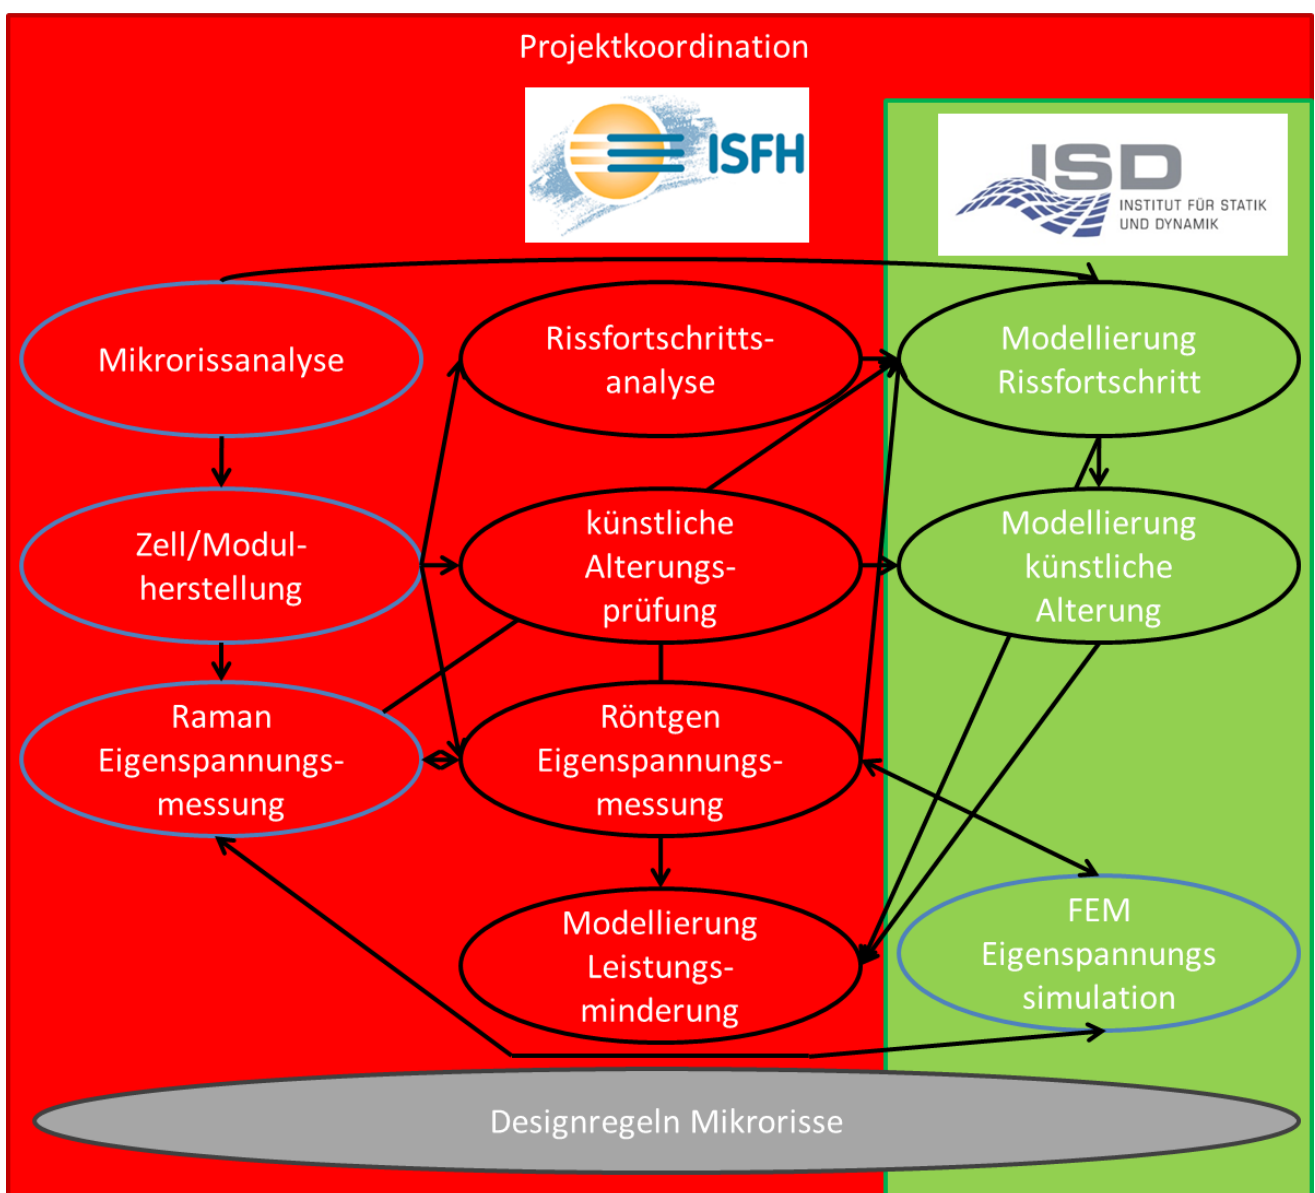 Projektkoordination
ISFH
ISD
INSTITUT FÜR STATIK
UND DYNAMIK
Mikrorissanalyse
Rissfortschritts-
analyse
Modellierung
Rissfortschritt
Zell/Modul-
herstellung
künstliche
Alterungs-
prüfung
Modellierung
künstliche
Alterung
Raman
Eigenspannungs-
messung
Röntgen
Eigenspannungs-
messung
Modellierung
Leistungs-
minderung
FEM
Eigenspannungs
simulation
Designregeln Mikrorisse